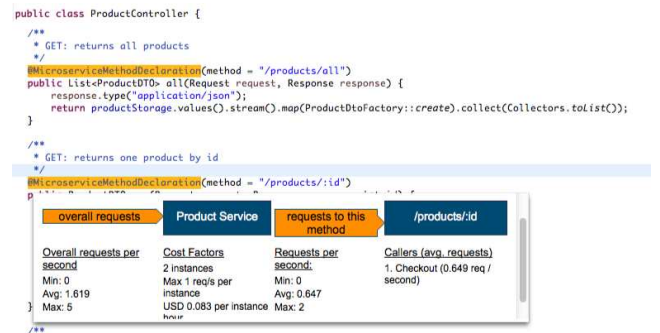 public class ProductController {
/**
* GET: returns all products
*/
@MicroserviceMethodDeclaration(method = "/products/all")
public List<ProductDTO> all(Request request, Response response) {
response.type("application/json");
return productStorage.values().stream().map(ProductDtoFactory::create).collect(Collectors.toList());
}
/**
* GET: returns one product by id
*/
@MicroserviceMethodDeclaration(method = "/products/:id")
overall requests
Product Service
requests to this
method
/products/:id
Overall requests per
second
Min: 0
Avg: 1.619
Max: 5
Cost Factors
2 instances
Max 1 req/s per
instance
USD 0.083 per instance
hour
Requests per
second:
Min: 0
Avg: 0.647
Max: 2
Callers (avg. requests)
1. Checkout (0.649 req /
second)
}
/**